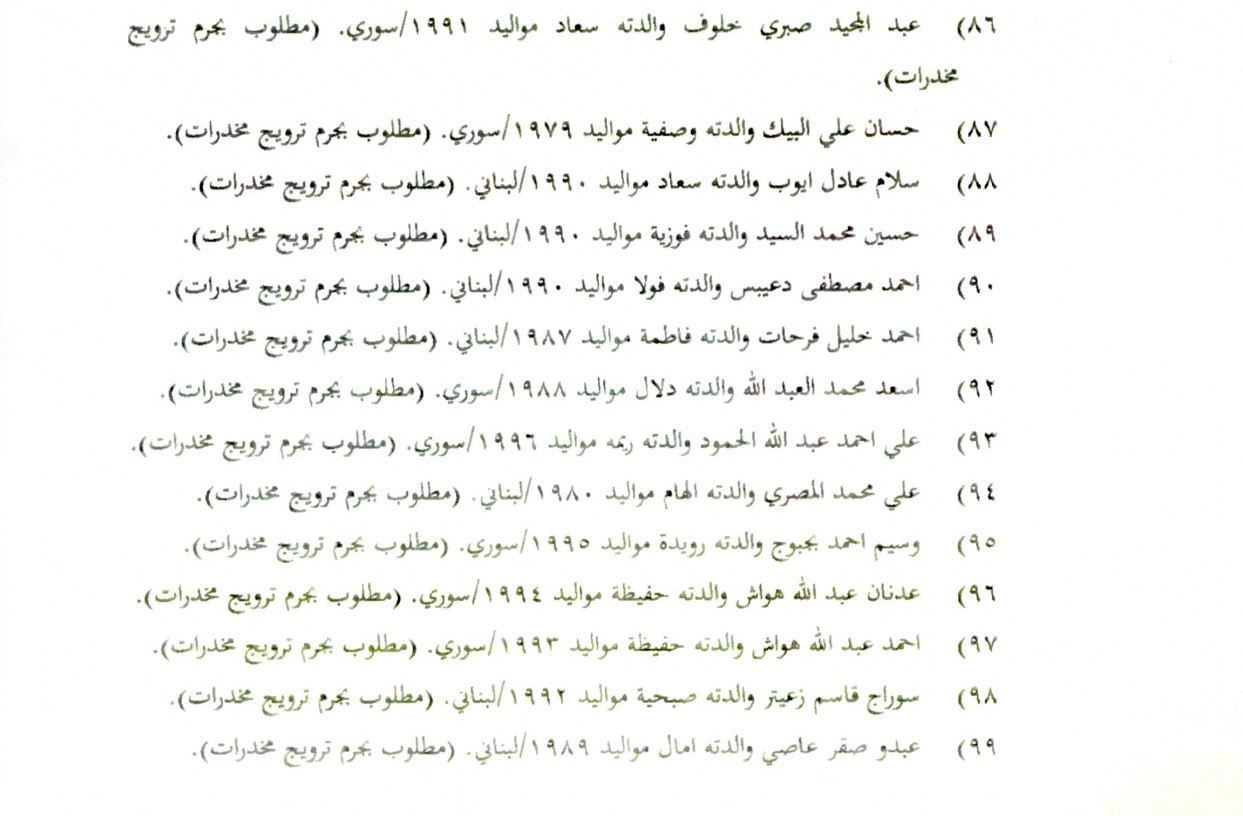 ٨٦) عبد المجيد صبري خلوف والدته سعاد مواليد ١٩٩١/سوري. (مطلوب بجرم ترويج
مخدرات).
٨٧) حسان علي البيك والدته وصفية مواليد ١٩٧٩/سوري. (مطلوب بجرم ترويج مخدرات).
٨٨) سلام عادل ايوب والدته سعاد مواليد ١٩٩٠/لبناني. (مطلوب بجرم ترويج مخدرات).
٨٩) حسين محمد السيد والدته فوزية مواليد ١٩٩٠/لبناني. (مطلوب بجرم ترويج مخدرات).
٩٠) احمد مصطفى دعيبس والدته فولا مواليد ١٩٩٠/لبناني. (مطلوب بجرم ترويج مخدرات).
٩١) احمد خليل فرحات والدته فاطمة مواليد ١٩٨٧/لبناني. (مطلوب بجرم ترويج مخدرات).
٩٢) اسعد محمد العبد الله والدته دلال مواليد ١٩٨٨/سوري. (مطلوب بجرم ترويج مخدرات).
٩٣) علي احمد عبد الله الحمود والدته ريمه مواليد ١٩٩٦/سوري. (مطلوب بجرم ترويج مخدرات).
٩٤) علي محمد المصري والدته الهام مواليد ١٩٨٠/لبناني. (مطلوب بجرم ترويج مخدرات).
٩٥) وسيم احمد بجبوج والدته رويدة مواليد ١٩٩٥/سوري. (مطلوب بجرم ترويج مخدرات).
٩٦) عدنان عبد الله هواش والدته حفيظة مواليد ١٩٩٤/سوري. (مطلوب بجرم ترويج مخدرات).
٩٧) احمد عبد الله هواش والدته حفيظة مواليد ١٩٩٣/سوري. (مطلوب بجرم ترويج مخدرات).
٩٨) سوراج قاسم زعيتر والدته صبحية مواليد ١٩٩٢/لبناني. (مطلوب بجرم ترويج مخدرات).
٩٩) عبدو صقر عاصي والدته امال مواليد ١٩٨٩/لبناني. (مطلوب بجرم ترويج مخدرات).